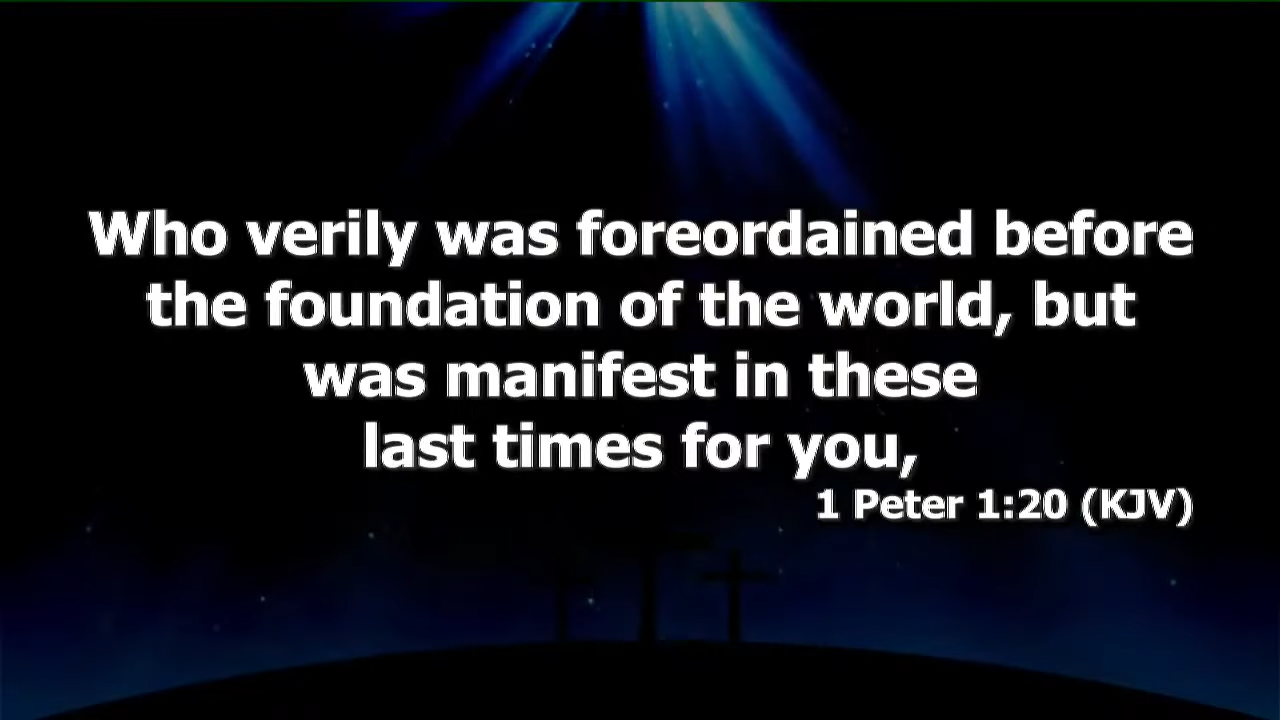 Who verily was foreordained before
the foundation of the world, but
was manifest in these
last times for you,
1 Peter 1:20 (KJV)